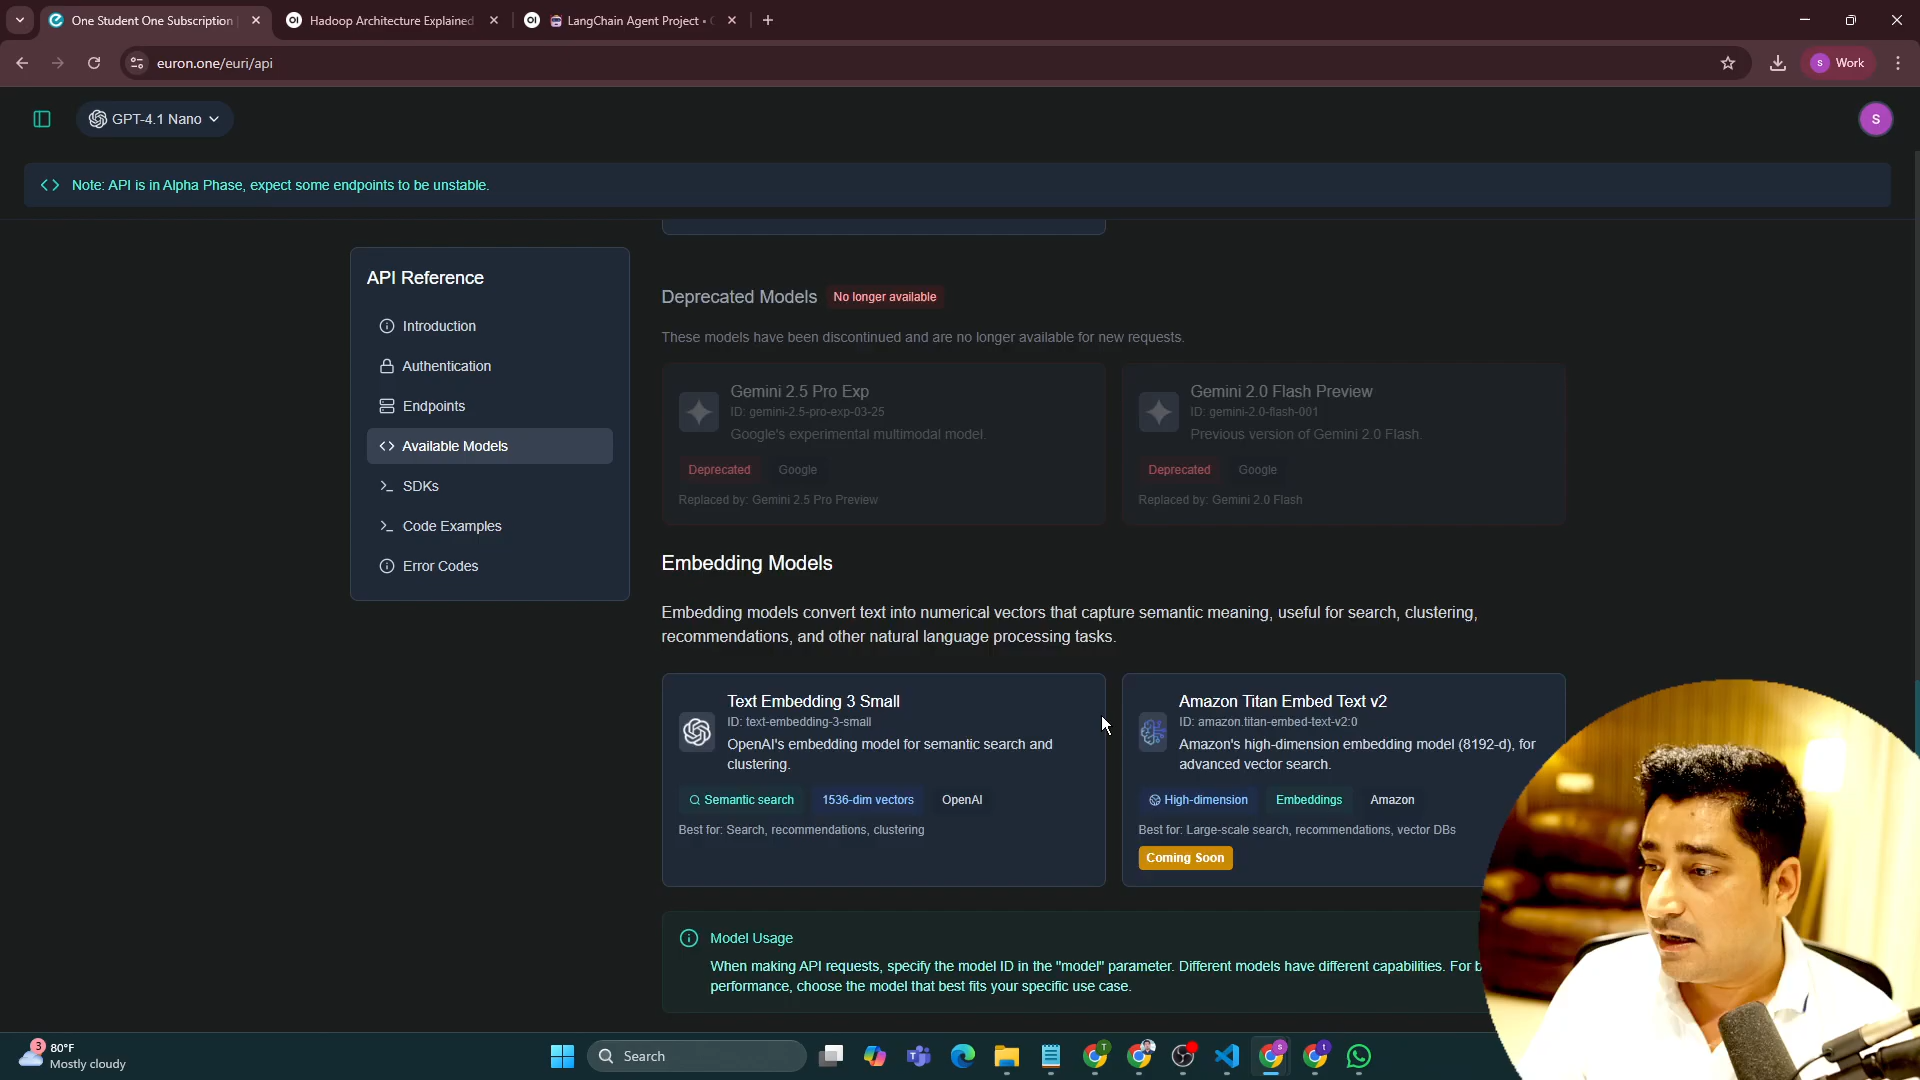 One Student One Subscription
Hadoop Architecture Explained
LangChain Agent Project •
euron.one/euri/api
S
Work
GPT-4.1 Nano
S
Note: API is in Alpha Phase, expect some endpoints to be unstable.
API Reference
Introduction
Authentication
Endpoints
Available Models
SDKs
Code Examples
Error Codes
Deprecated Models
No longer available
These models have been discontinued and are no longer available for new requests.
Gemini 2.5 Pro Exp
ID: gemini-2.5-pro-exp-03-25
Google's experimental multimodal model.
Deprecated
Google
Replaced by: Gemini 2.5 Pro Preview
Gemini 2.0 Flash Preview
ID: gemini-2.0-flash-001
Previous version of Gemini 2.0 Flash.
Deprecated
Google
Replaced by: Gemini 2.0 Flash
Embedding Models
Embedding models convert text into numerical vectors that capture semantic meaning, useful for search, clustering,
recommendations, and other natural language processing tasks.
Text Embedding 3 Small
ID: text-embedding-3-small
OpenAI's embedding model for semantic search and
clustering.
Semantic search
1536-dim vectors
OpenAI
Best for: Search, recommendations, clustering
Amazon Titan Embed Text v2
ID: amazon.titan-embed-text-v2:0
Amazon's high-dimension embedding model (8192-d), for
advanced vector search.
High-dimension
Embeddings
Amazon
Best for: Large-scale search, recommendations, vector DBs
Coming Soon
Model Usage
When making API requests, specify the model ID in the "model" parameter. Different models have different capabilities. For
performance, choose the model that best fits your specific use case.
3
80°F
Mostly cloudy
Search